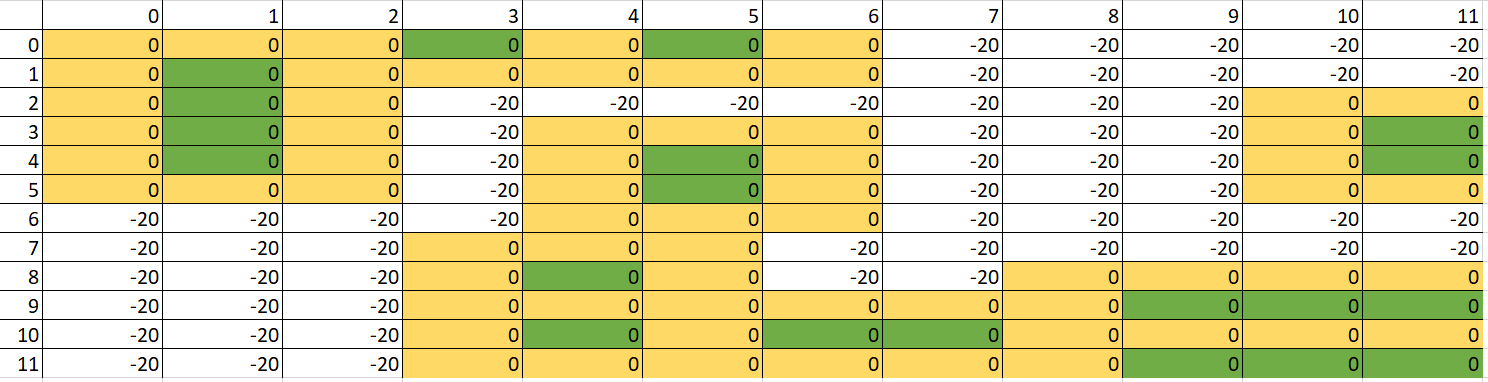 0 1 2 3 4 5 6 7 8 9 10 11
0 0 0 0 0 0 0 0 -20 -20 -20 -20 -20
1 0 0 0 0 0 0 0 -20 -20 -20 -20 -20
2 0 0 0 -20 -20 -20 -20 -20 -20 -20 0 0
3 0 0 0 -20 0 0 0 -20 -20 -20 0 0
4 0 0 0 -20 0 0 0 -20 -20 -20 0 0
5 0 0 0 -20 0 0 0 -20 -20 -20 0 0
6 -20 -20 -20 -20 0 0 0 -20 -20 -20 -20 -20
7 -20 -20 -20 0 0 0 -20 -20 -20 -20 -20 -20
8 -20 -20 -20 0 0 0 -20 -20 0 0 0 0
9 -20 -20 -20 0 0 0 0 0 0 0 0 0
10 -20 -20 -20 0 0 0 0 0 0 0 0 0
11 -20 -20 -20 0 0 0 0 0 0 0 0 0